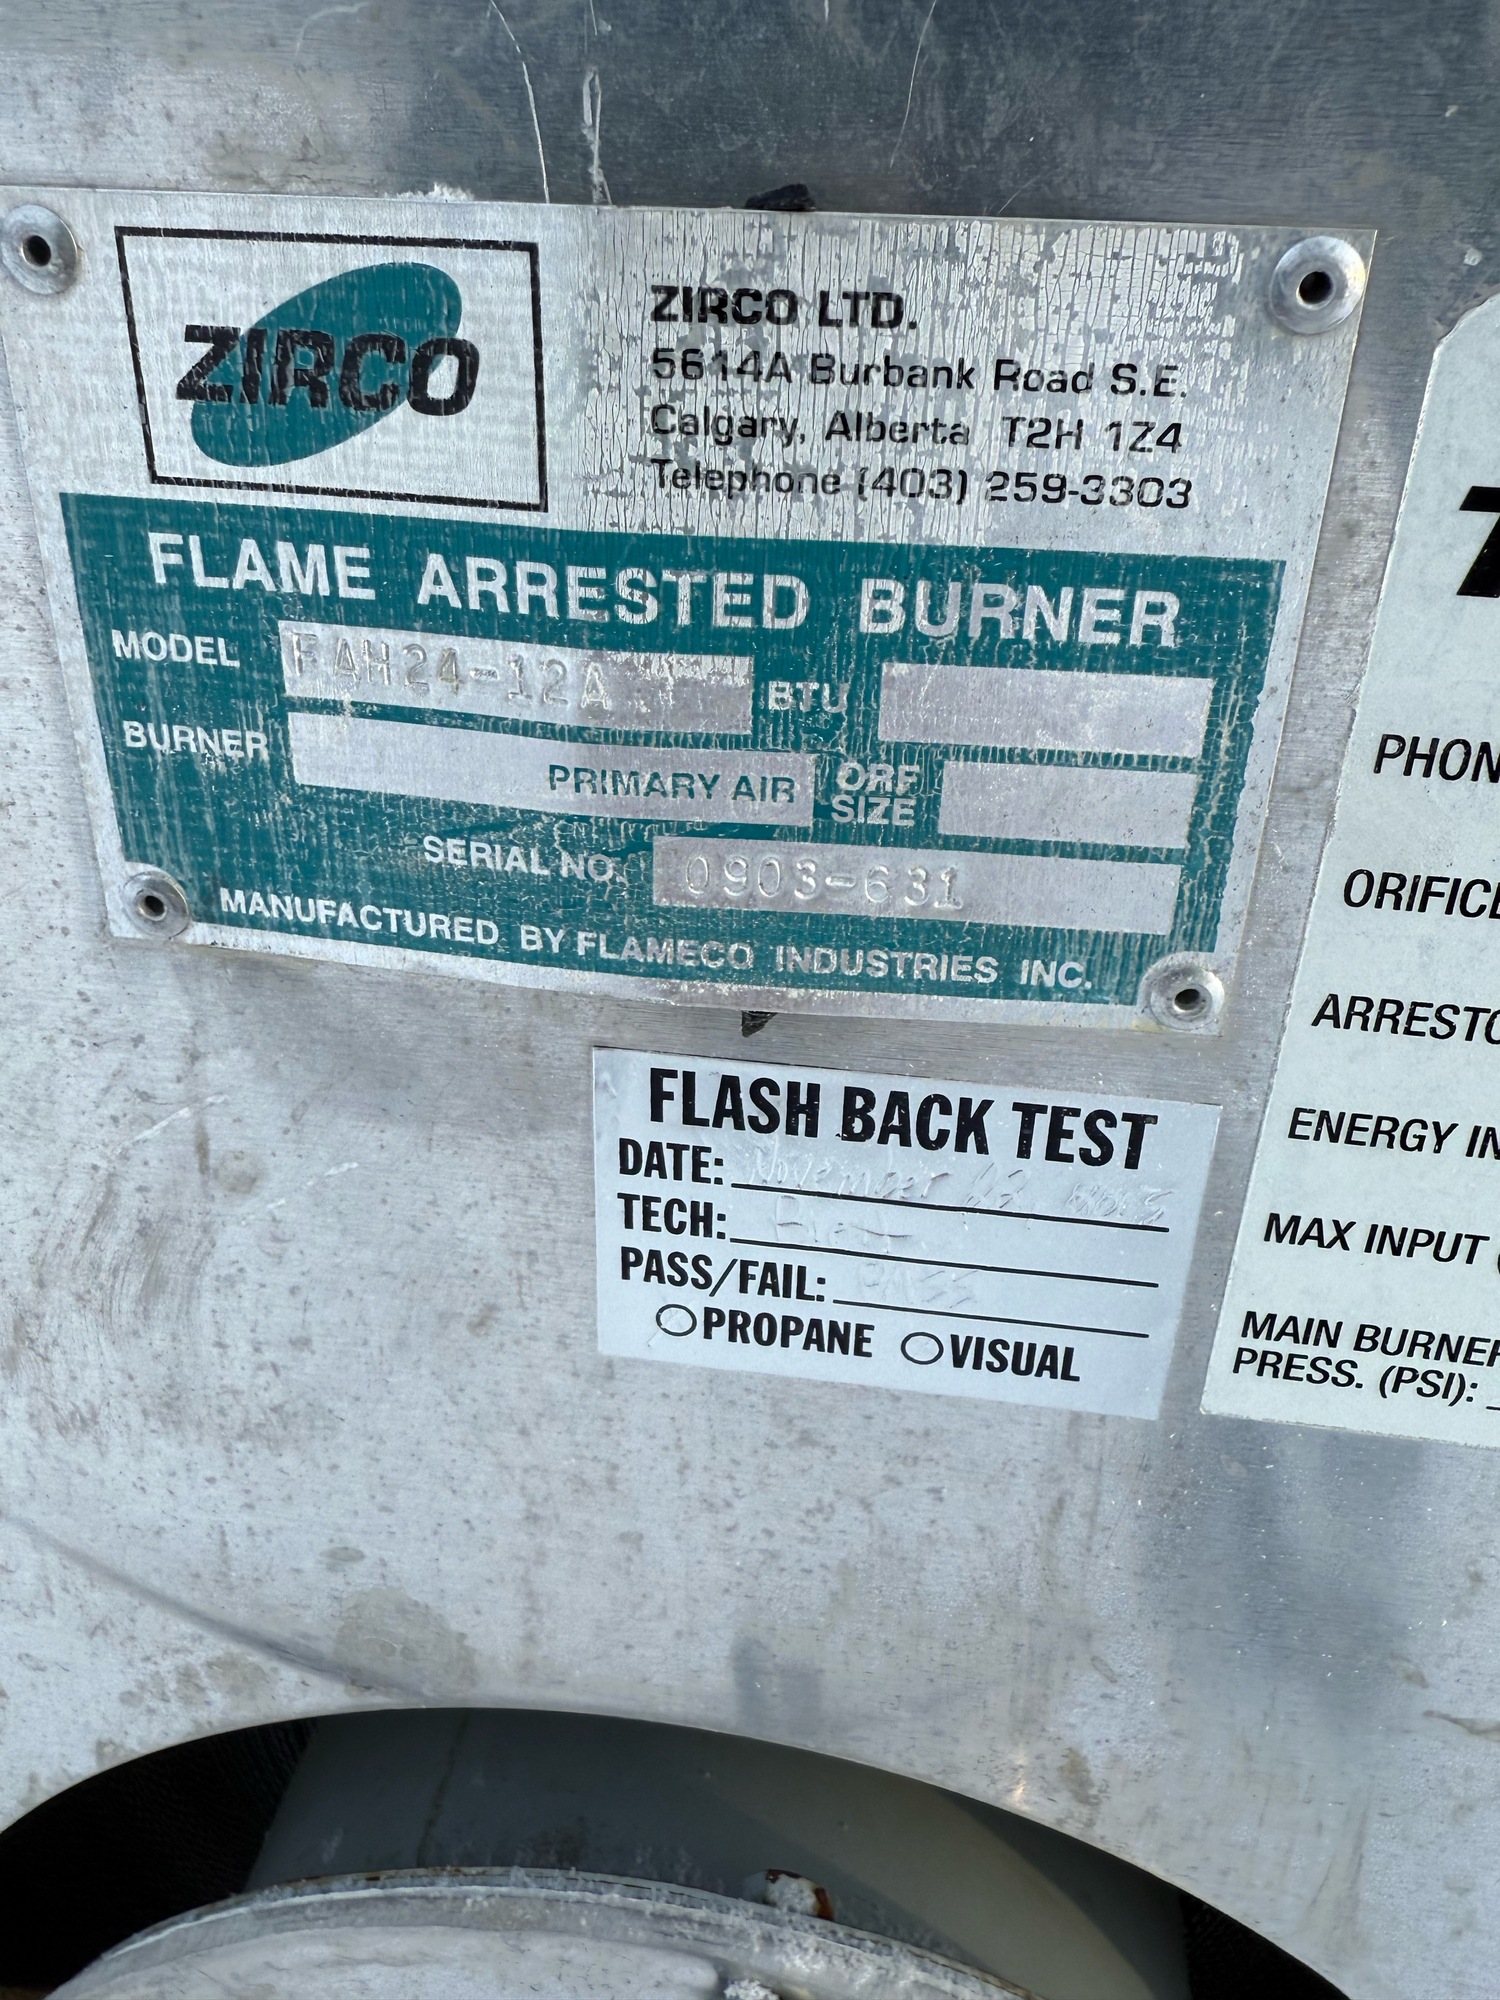 ZIRCO
ZIRCO LTD.
5614A Burbank Road S.E.
Calgary, Alberta T2H 1Z4
Telephone (403) 259-3303
FLAME ARRESTED BURNER
MODEL FAH24-12A BTU
BURNER PRIMARY AIR ORF SIZE
SERIAL NO. 0903-631
MANUFACTURED BY FLAMECO INDUSTRIES INC.
FLASH BACK TEST
DATE: November
TECH:
PASS/FAIL: PASS
PROPANE VISUAL
PHON
ORIFICE
ARRESTO
ENERGY IN
MAX INPUT (
MAIN BURNER
PRESS. (PSI):